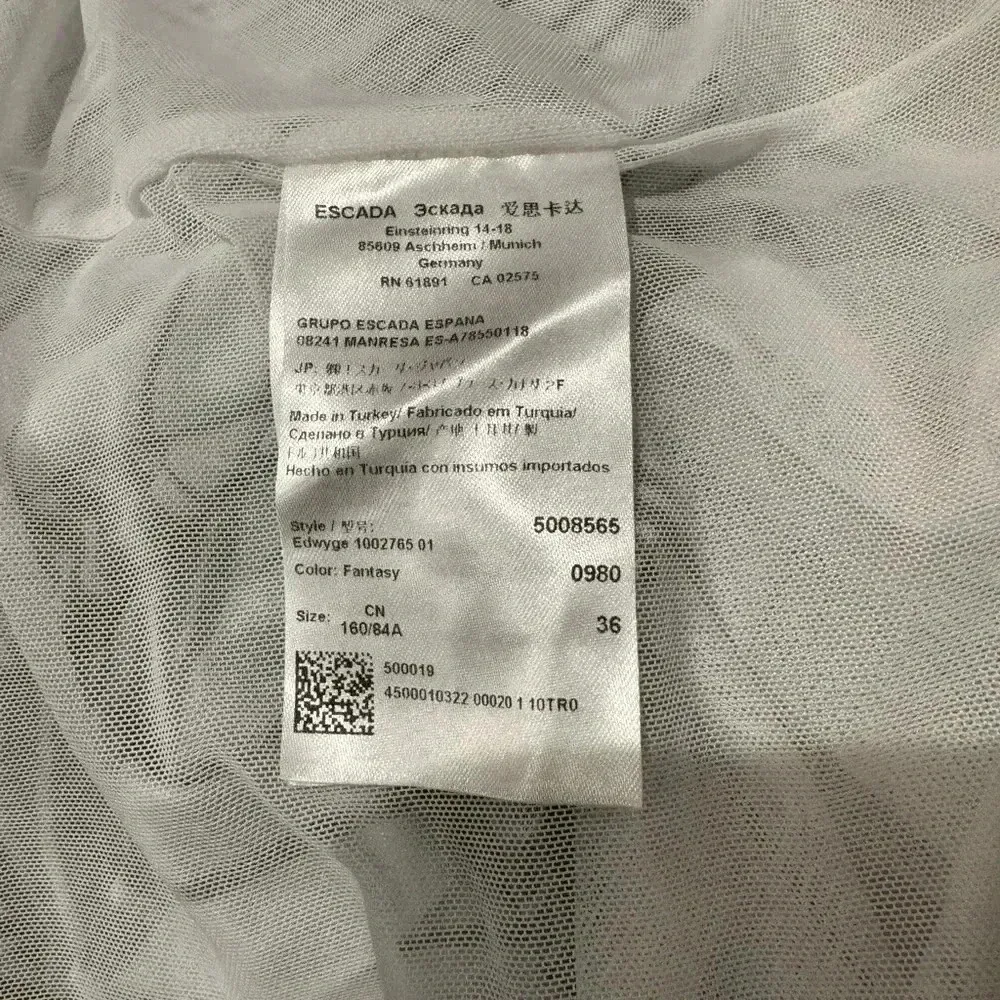 ESCADA Эскада 爱思卡达
Einsteinring 14-18
85609 Aschheim / Munich
Germany
RN 61891 CA 02575
GRUPO ESCADA ESPANA
08241 MANRESA ES-A78550118
JP:
Made in Turkey/ Fabricado em Turquia/
Сделано в Турция/ 产地
Hecho en Turquia con insumos importados
Style / 型号: 5008565
Edwyge 1002765 01
Color: Fantasy 0980
Size: CN 160/84A 36
500019
4500010322 00020 1 10TR0